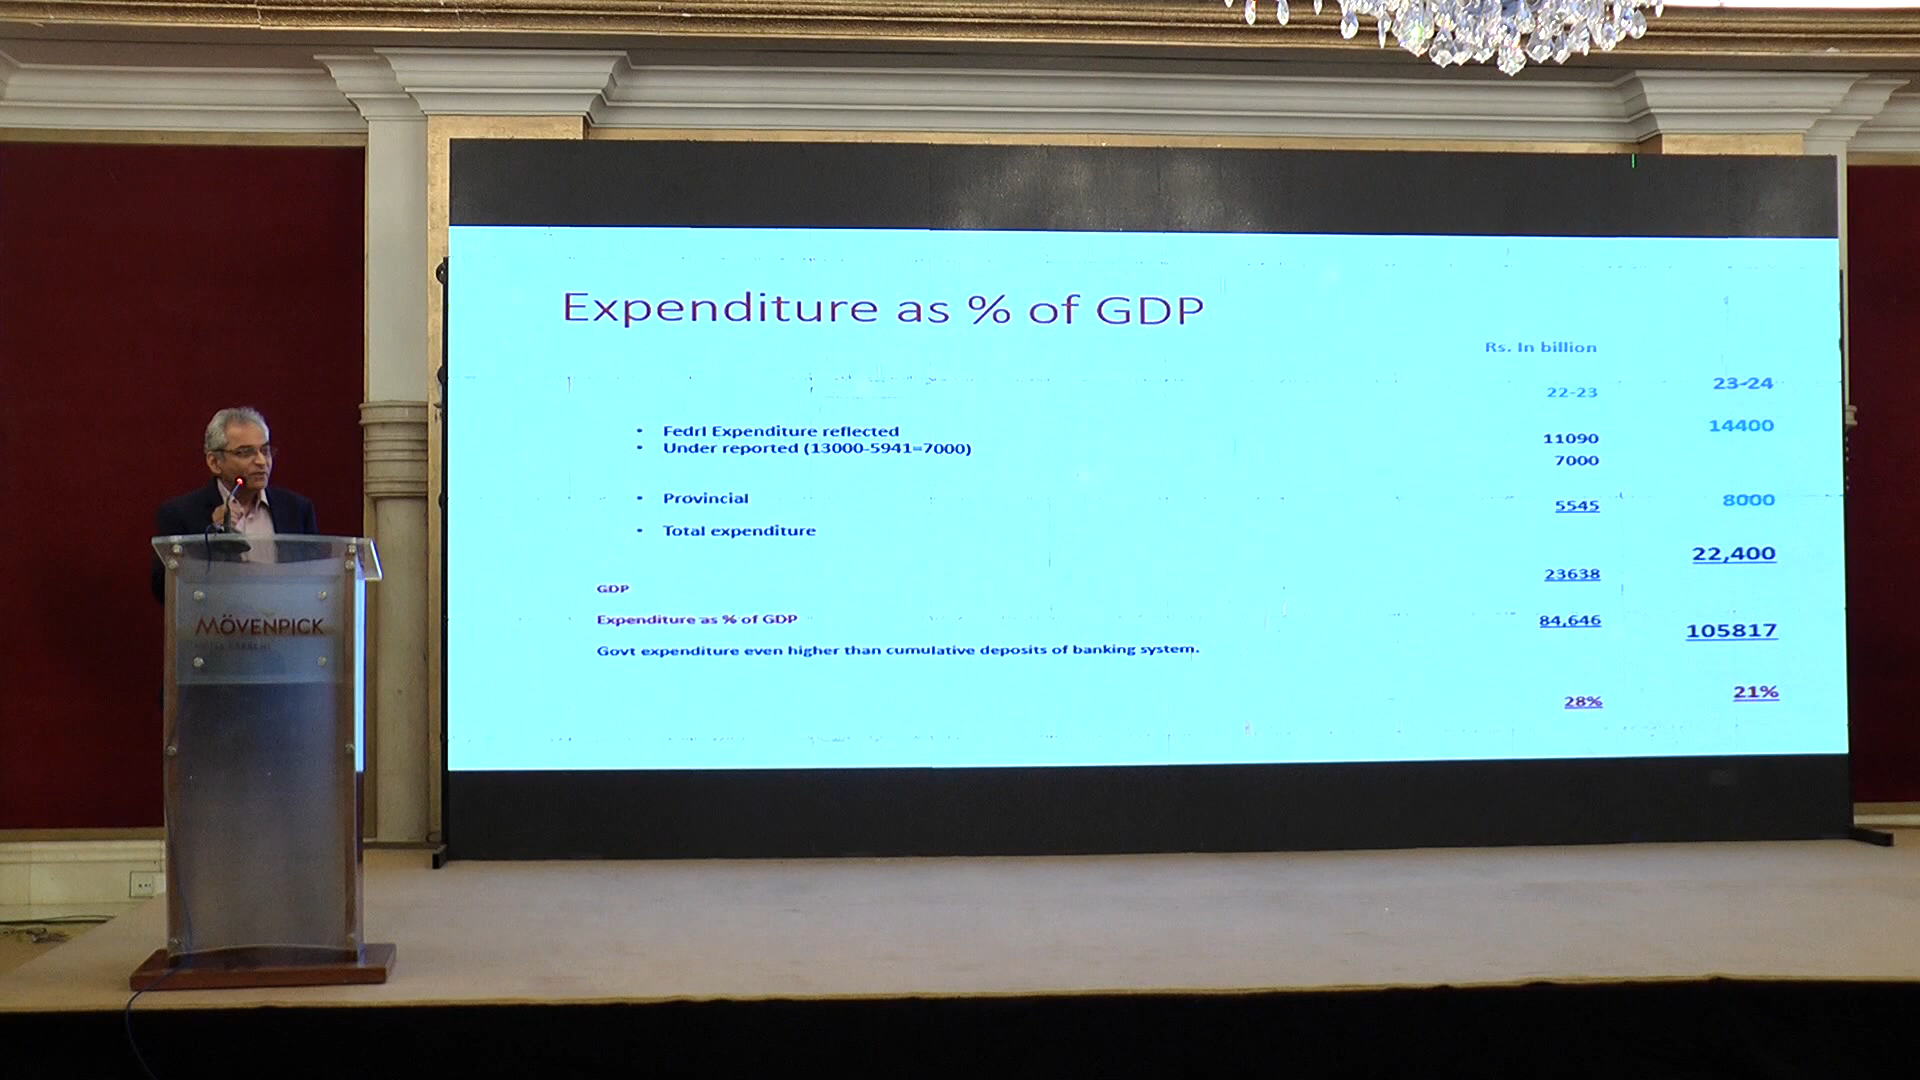 Expenditure as % of GDP
Rs. In billion
22-23
23-24
• Fedrl Expenditure reflected
11090
14400
• Under reported (13000-5941=7000)
7000
• Provincial
5545
8000
• Total expenditure
23638
22,400
GDP
84,646
105817
Expenditure as % of GDP
28%
21%
Govt expenditure even higher than cumulative deposits of banking system.
MÖVENPICK